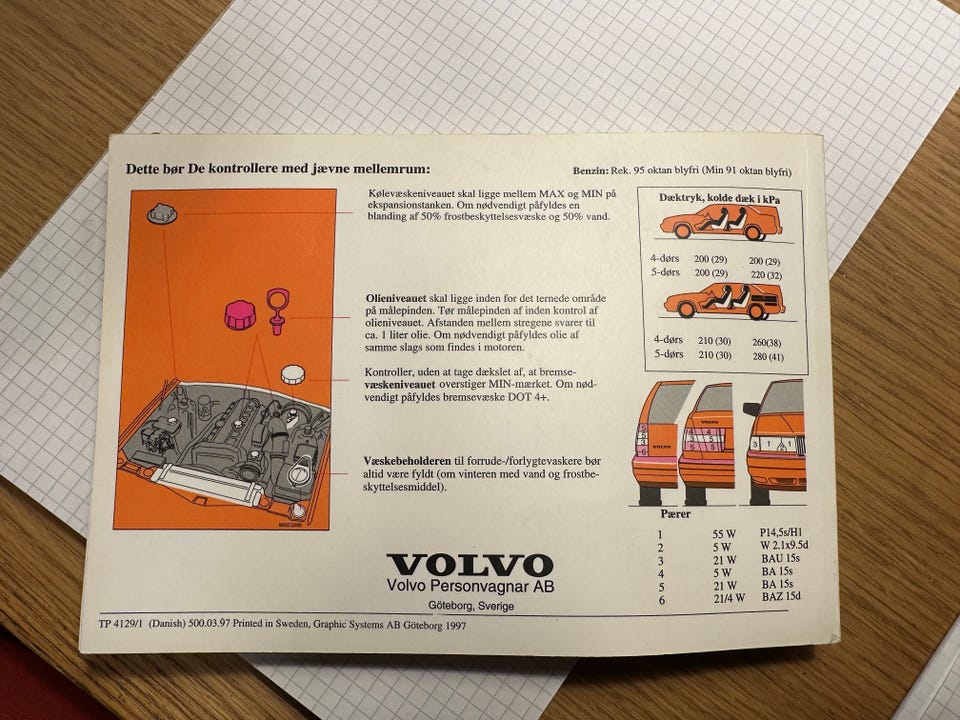 Dette bør De kontrollere med jævne mellemrum:
Benzin: Rek. 95 oktan blyfri (Min 91 oktan blyfri)
Kølevæskeniveauet skal ligge mellem MAX og MIN på
ekspansionstanken. Om nødvendigt påfyldes en
blanding af 50% frostbeskyttelsesvæske og 50% vand.
Olieniveauet skal ligge inden for det ternede område
på målepinden. Tør målepinden af inden kontrol af
olieniveauet. Afstanden mellem stregene svarer til
ca. 1 liter olie. Om nødvendigt påfyldes olie af
samme slags som findes i motoren.
Kontroller, uden at tage dækslet af, at bremse-
væskeniveauet overstiger MIN-mærket. Om nød-
vendigt påfyldes bremsevæske DOT 4+.
Væskebeholderen til forrude-/forlygtevaskere bør
altid være fyldt (om vinteren med vand og frostbe-
skyttelsesmiddel).
Dæktryk, kolde dæk i kPa
4-dørs 200 (29) 200 (29)
5-dørs 200 (29) 220 (32)
4-dørs 210 (30) 260(38)
5-dørs 210 (30) 280 (41)
VOLVO
VOLVO
3 1 1
Pærer
1 55 W P14,5s/H1
2 5 W W 2.1x9.5d
3 21 W BAU 15s
4 5 W BA 15s
5 21 W BA 15s
6 21/4 W BAZ 15d
VOLVO
Volvo Personvagnar AB
Göteborg, Sverige
TP 4129/1 (Danish) 500.03.97 Printed in Sweden, Graphic Systems AB Göteborg 1997